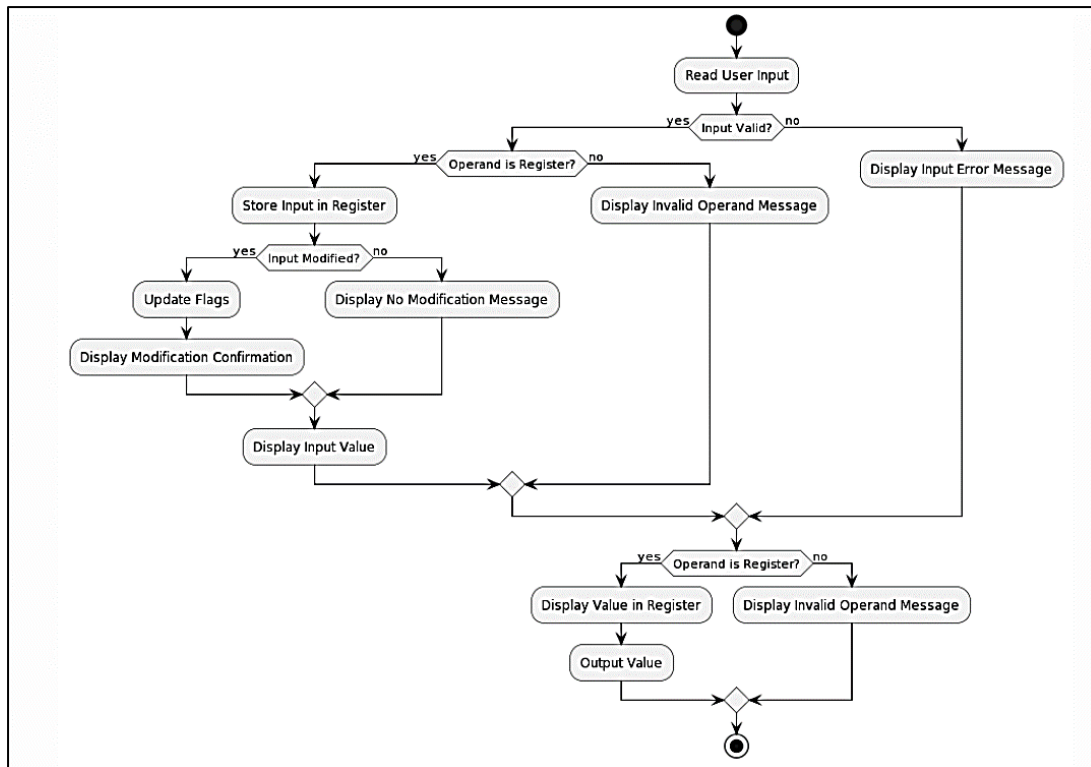 Read User Input
yes
Input Valid?
no
yes
Operand is Register?
no
Display Input Error Message
Store Input in Register
Display Invalid Operand Message
yes
Input Modified?
no
Update Flags
Display No Modification Message
Display Modification Confirmation
Display Input Value
yes
Operand is Register?
no
Display Value in Register
Display Invalid Operand Message
Output Value